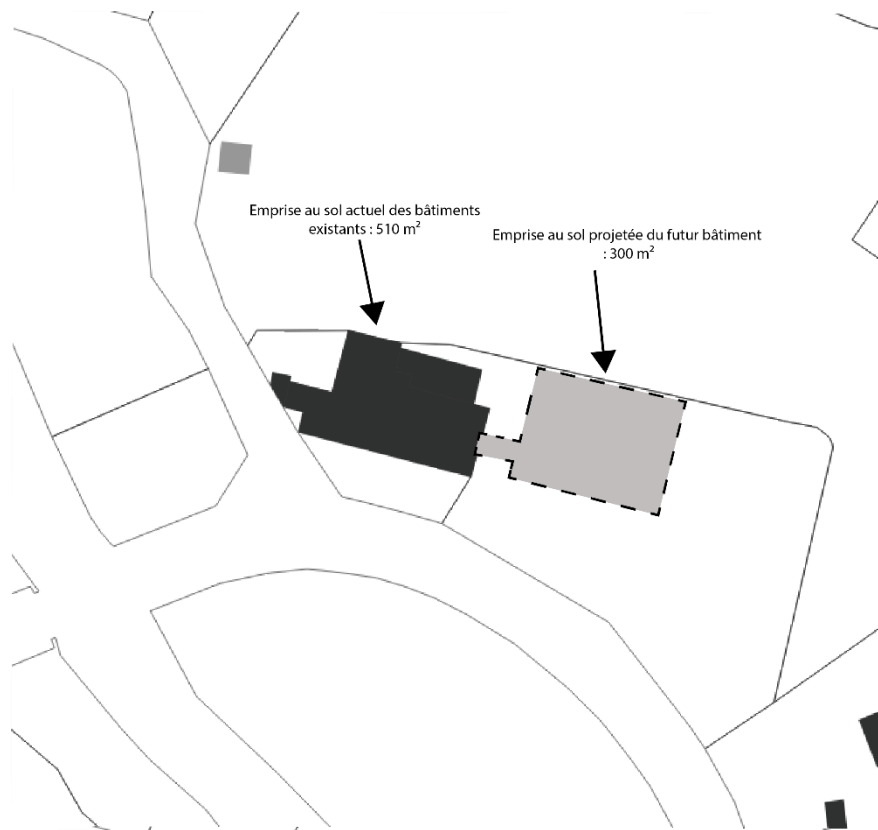 Emprise au sol actuel des bâtiments
existants : 510 m²
Emprise au sol projetée du futur bâtiment
: 300 m²